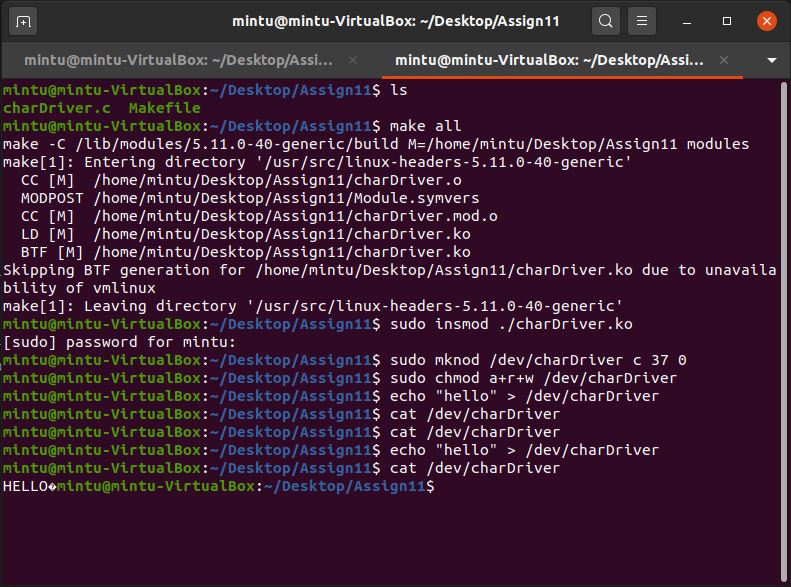 mintu@mintu-VirtualBox: ~/Desktop/Assign11
mintu@mintu-VirtualBox: ~/Desktop/Assi...
mintu@mintu-VirtualBox: ~/Desktop/Assi...
mintu@mintu-VirtualBox:~/Desktop/Assign11$ ls
charDriver.c  Makefile
mintu@mintu-VirtualBox:~/Desktop/Assign11$ make all
make -C /lib/modules/5.11.0-40-generic/build M=/home/mintu/Desktop/Assign11 modules
make[1]: Entering directory '/usr/src/linux-headers-5.11.0-40-generic'
  CC [M]  /home/mintu/Desktop/Assign11/charDriver.o
  MODPOST /home/mintu/Desktop/Assign11/Module.symvers
  CC [M]  /home/mintu/Desktop/Assign11/charDriver.mod.o
  LD [M]  /home/mintu/Desktop/Assign11/charDriver.ko
  BTF [M] /home/mintu/Desktop/Assign11/charDriver.ko
Skipping BTF generation for /home/mintu/Desktop/Assign11/charDriver.ko due to unavaila
bility of vmlinux
make[1]: Leaving directory '/usr/src/linux-headers-5.11.0-40-generic'
mintu@mintu-VirtualBox:~/Desktop/Assign11$ sudo insmod ./charDriver.ko
[sudo] password for mintu:
mintu@mintu-VirtualBox:~/Desktop/Assign11$ sudo mknod /dev/charDriver c 37 0
mintu@mintu-VirtualBox:~/Desktop/Assign11$ sudo chmod a+r+w /dev/charDriver
mintu@mintu-VirtualBox:~/Desktop/Assign11$ echo "hello" > /dev/charDriver
mintu@mintu-VirtualBox:~/Desktop/Assign11$ cat /dev/charDriver
mintu@mintu-VirtualBox:~/Desktop/Assign11$ cat /dev/charDriver
mintu@mintu-VirtualBox:~/Desktop/Assign11$ echo "hello" > /dev/charDriver
mintu@mintu-VirtualBox:~/Desktop/Assign11$ cat /dev/charDriver
HELLO�mintu@mintu-VirtualBox:~/Desktop/Assign11$